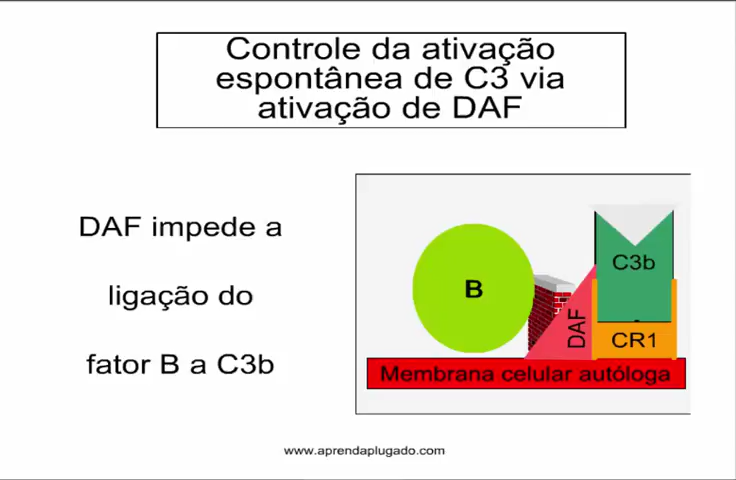 Controle da ativação
espontânea de C3 via
ativação de DAF
DAF impede a
ligação do
fator B a C3b
B
DAF
C3b
CR1
Membrana celular autóloga
www.aprendaplugado.com